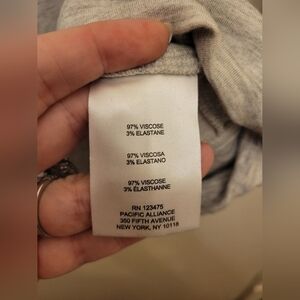 97% VISCOSE
3% ELASTANE
97% VISCOSA
3% ELASTANO
97% VISCOSE
3% ÉLASTHANNE
RN 123475
PACIFIC ALLIANCE
350 FIFTH AVENUE
NEW YORK, NY 10118